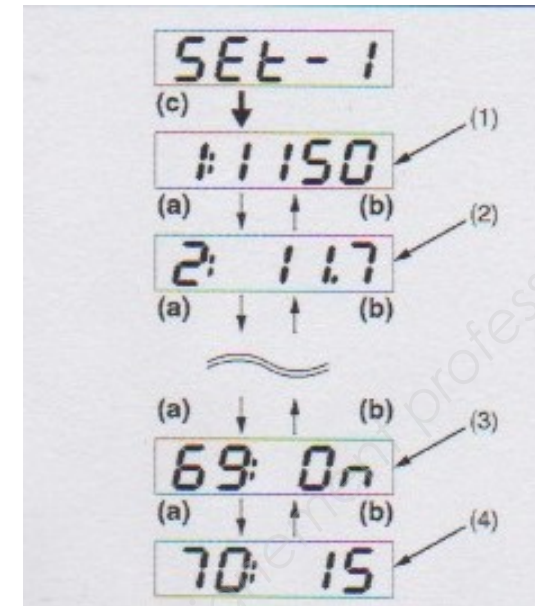 SEt - 1
(c)
(1)
1:1150
(a) (b)
(2)
2: 11.7
(a) (b)
(a) (b)
(3)
69: On
(a) (b)
(4)
70: 15